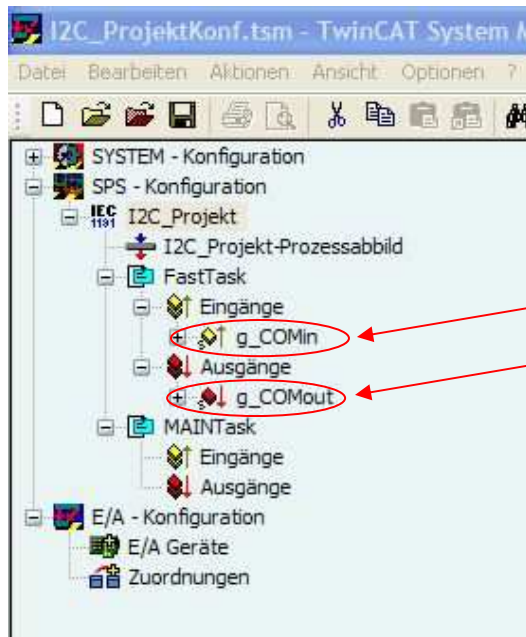 I2C_ProjektKonf.tsm - TwinCAT System
Datei Bearbeiten Aktionen Ansicht Optionen ?
SYSTEM - Konfiguration
SPS - Konfiguration
IEC 1131 I2C_Projekt
I2C_Projekt-Prozessabbild
FastTask
Eingänge
g_COMin
Ausgänge
g_COMout
MAINTask
Eingänge
Ausgänge
E/A - Konfiguration
E/A Geräte
Zuordnungen